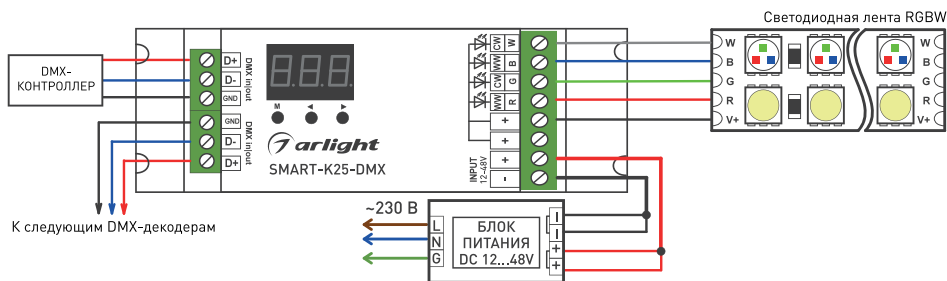 Светодиодная лента RGBW
DMX-
КОНТРОЛЛЕР
D+
D-
GND
DMX in|out
GND
D-
D+
DMX in|out
888
M
◄
►
arlight
SMART-K25-DMX
CW W
WW B
CW G
WW R
+
+
+
-
INPUT
12-48V
W
B
G
R
V+
W
B
G
R
V+
К следующим DMX-декодерам
~230 В
L
N
G
БЛОК
ПИТАНИЯ
DC 12...48V
-
-
+
+